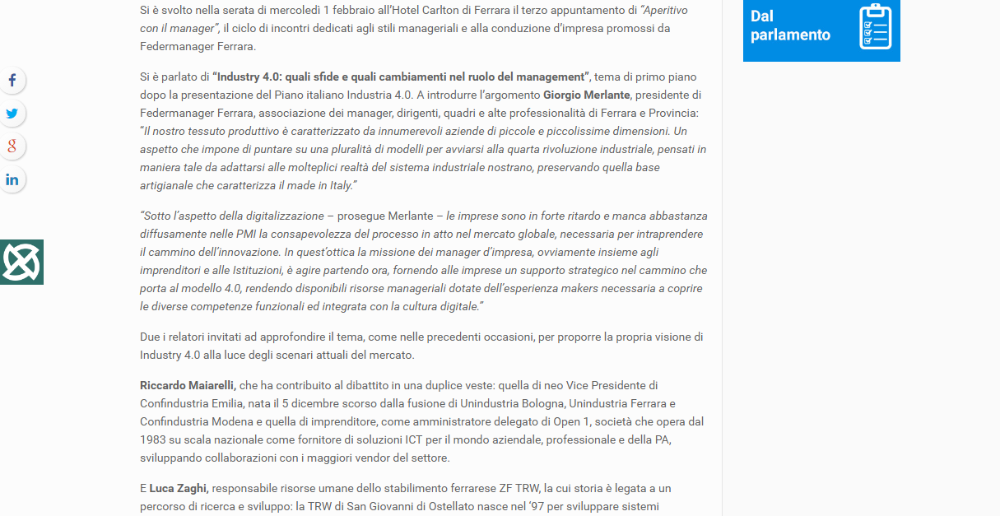 Si è svolto nella serata di mercoledì 1 febbraio all’Hotel Carlton di Ferrara il terzo appuntamento di “Aperitivo
con il manager”, il ciclo di incontri dedicati agli stili manageriali e alla conduzione d’impresa promossi da
Federmanager Ferrara.
Si è parlato di “Industry 4.0: quali sfide e quali cambiamenti nel ruolo del management”, tema di primo piano
dopo la presentazione del Piano italiano Industria 4.0. A introdurre l’argomento Giorgio Merlante, presidente di
Federmanager Ferrara, associazione dei manager, dirigenti, quadri e alte professionalità di Ferrara e Provincia:
“Il nostro tessuto produttivo è caratterizzato da innumerevoli aziende di piccole e piccolissime dimensioni. Un
aspetto che impone di puntare su una pluralità di modelli per avviarsi alla quarta rivoluzione industriale, pensati in
maniera tale da adattarsi alle molteplici realtà del sistema industriale nostrano, preservando quella base
artigianale che caratterizza il made in Italy.”
“Sotto l’aspetto della digitalizzazione – prosegue Merlante – le imprese sono in forte ritardo e manca abbastanza
diffusamente nelle PMI la consapevolezza del processo in atto nel mercato globale, necessaria per intraprendere
il cammino dell’innovazione. In quest’ottica la missione dei manager d’impresa, ovviamente insieme agli
imprenditori e alle Istituzioni, è agire partendo ora, fornendo alle imprese un supporto strategico nel cammino che
porta al modello 4.0, rendendo disponibili risorse manageriali dotate dell’esperienza makers necessaria a coprire
le diverse competenze funzionali ed integrata con la cultura digitale.”
Due i relatori invitati ad approfondire il tema, come nelle precedenti occasioni, per proporre la propria visione di
Industry 4.0 alla luce degli scenari attuali del mercato.
Riccardo Maiarelli, che ha contribuito al dibattito in una duplice veste: quella di neo Vice Presidente di
Confindustria Emilia, nata il 5 dicembre scorso dalla fusione di Unindustria Bologna, Unindustria Ferrara e
Confindustria Modena e quella di imprenditore, come amministratore delegato di Open 1, società che opera dal
1983 su scala nazionale come fornitore di soluzioni ICT per il mondo aziendale, professionale e della PA,
sviluppando collaborazioni con i maggiori vendor del settore.
E Luca Zaghi, responsabile risorse umane dello stabilimento ferrarese ZF TRW, la cui storia è legata a un
percorso di ricerca e sviluppo: la TRW di San Giovanni di Ostellato nasce nel ‘97 per sviluppare sistemi
Dal
parlamento